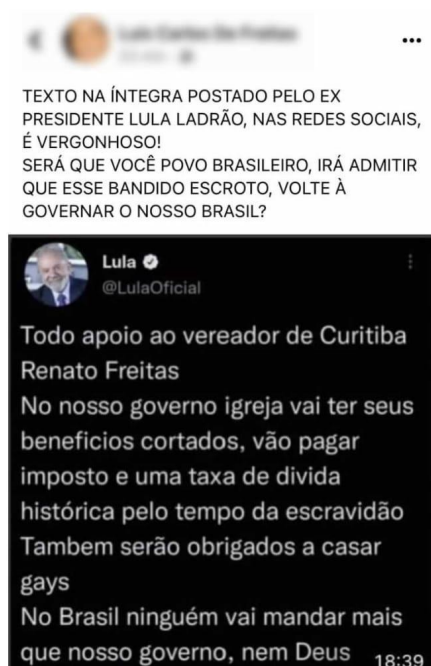 TEXTO NA ÍNTEGRA POSTADO PELO EX
PRESIDENTE LULA LADRÃO, NAS REDES SOCIAIS,
É VERGONHOSO!
SERÁ QUE VOCÊ POVO BRASILEIRO, IRÁ ADMITIR
QUE ESSE BANDIDO ESCROTO, VOLTE À
GOVERNAR O NOSSO BRASIL?
Lula
@LulaOficial
Todo apoio ao vereador de Curitiba
Renato Freitas
No nosso governo igreja vai ter seus
beneficios cortados, vão pagar
imposto e uma taxa de divida
histórica pelo tempo da escravidão
Tambem serão obrigados a casar
gays
No Brasil ninguém vai mandar mais
que nosso governo, nem Deus
18:39